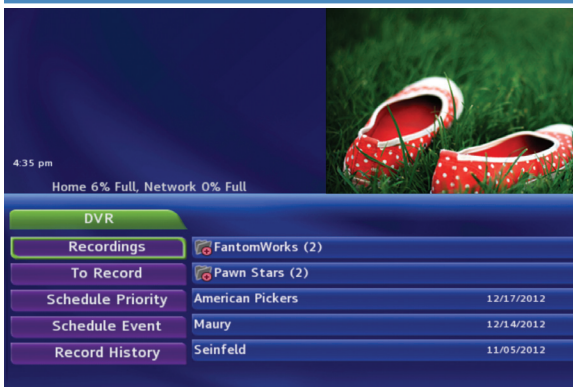 4:35 pm
Home 6% Full, Network 0% Full
DVR
Recordings
FantomWorks (2)
To Record
Pawn Stars (2)
Schedule Priority
American Pickers 12/17/2012
Schedule Event
Maury 12/14/2012
Record History
Seinfeld 11/05/2012